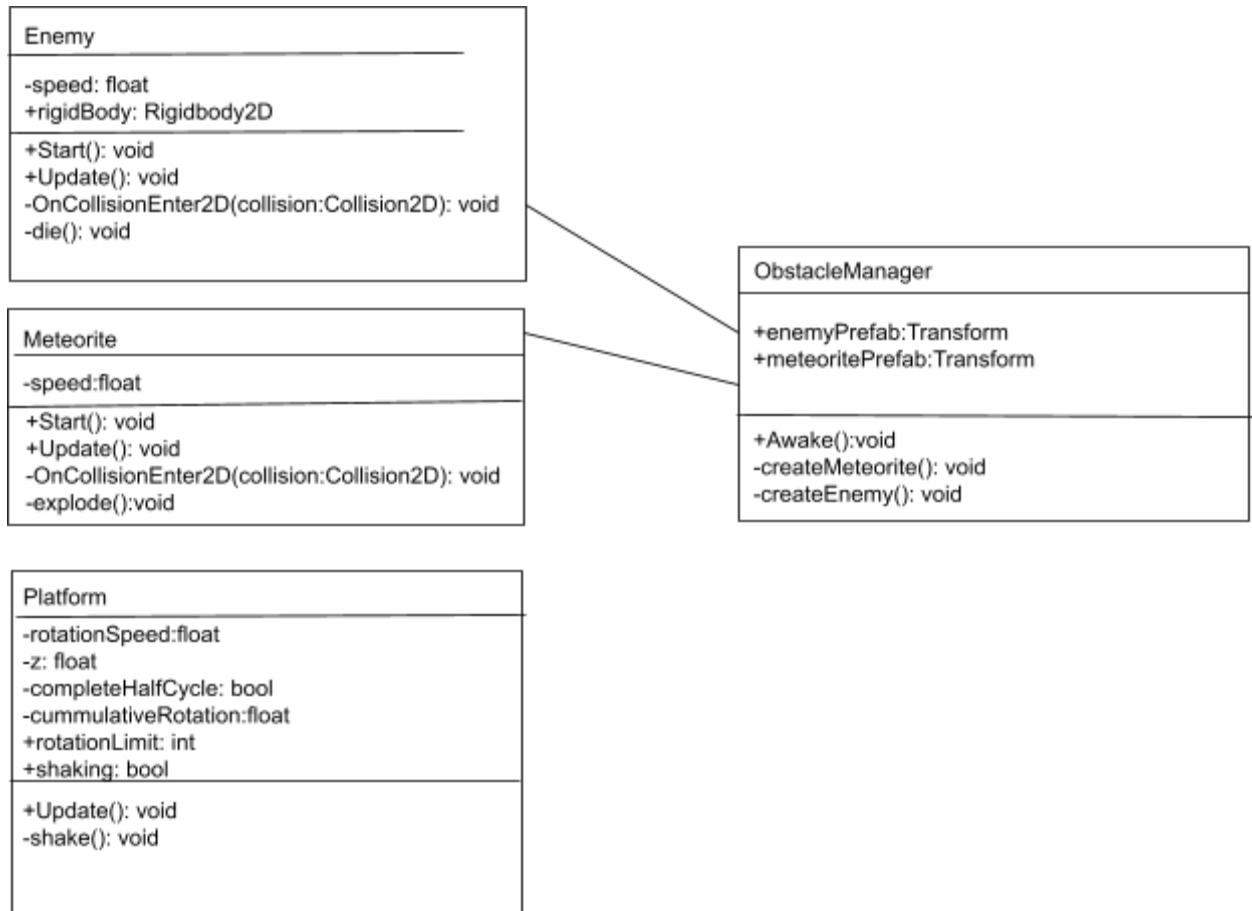 Enemy
-speed: float
+rigidBody: Rigidbody2D
+Start(): void
+Update(): void
-OnCollisionEnter2D(collision:Collision2D): void
-die(): void
Meteorite
-speed:float
+Start(): void
+Update(): void
-OnCollisionEnter2D(collision:Collision2D): void
-explode():void
Platform
-rotationSpeed:float
-z: float
-completeHalfCycle: bool
-cummulativeRotation:float
+rotationLimit: int
+shaking: bool
+Update(): void
-shake(): void
ObstacleManager
+enemyPrefab:Transform
+meteoritePrefab:Transform
+Awake():void
-createMeteorite(): void
-createEnemy(): void